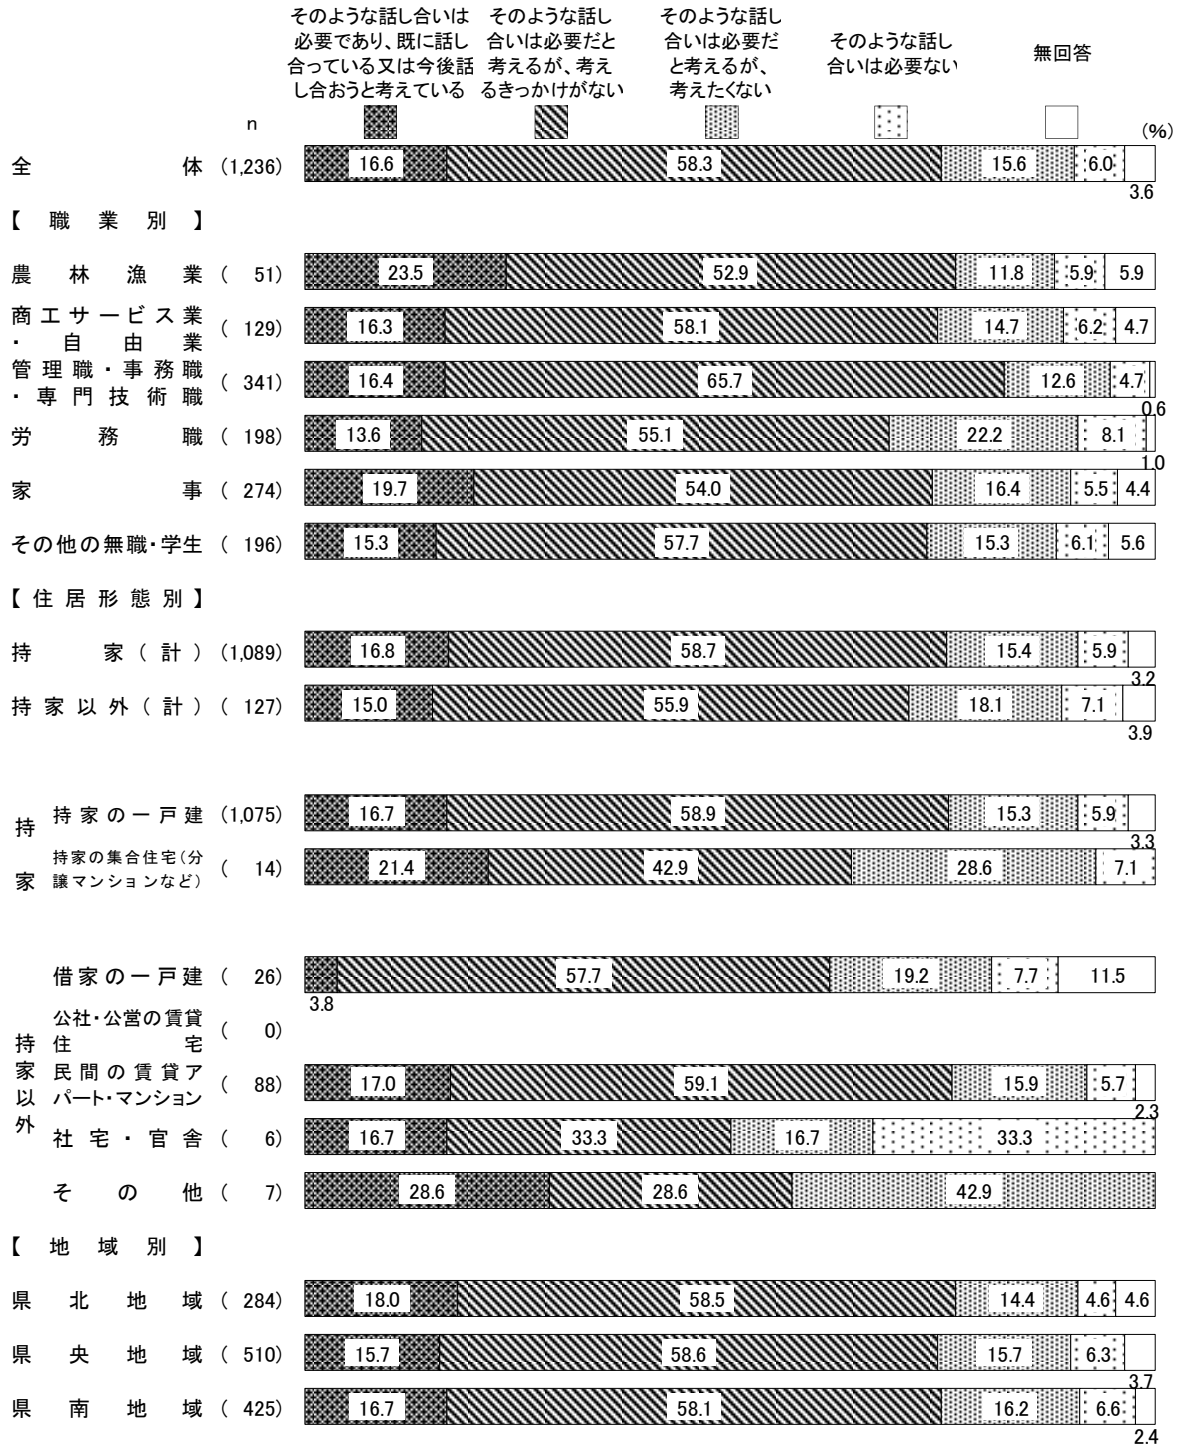 そのような話し合いは
必要であり、既に話し
合っている又は今後話
し合おうと考えている
そのような話し
合いは必要だと
考えるが、考え
るきっかけがない
そのような話し
合いは必要だ
と考えるが、
考えたくない
そのような話し
合いは必要ない
無回答
n
(%)
全体 (1,236) 16.6 58.3 15.6 6.0 3.6
【職業別】
農林漁業 ( 51) 23.5 52.9 11.8 5.9 5.9
商工サービス業
・自由業 ( 129) 16.3 58.1 14.7 6.2 4.7
管理職・事務職
・専門技術職 ( 341) 16.4 65.7 12.6 4.7 0.6
労務職 ( 198) 13.6 55.1 22.2 8.1 1.0
家事 ( 274) 19.7 54.0 16.4 5.5 4.4
その他の無職・学生 ( 196) 15.3 57.7 15.3 6.1 5.6
【住居形態別】
持家(計) (1,089) 16.8 58.7 15.4 5.9 3.2
持家以外(計) ( 127) 15.0 55.9 18.1 7.1 3.9
持家
持家の一戸建 (1,075) 16.7 58.9 15.3 5.9 3.3
持家の集合住宅(分
譲マンションなど) ( 14) 21.4 42.9 28.6 7.1
持家以外
借家の一戸建 ( 26) 3.8 57.7 19.2 7.7 11.5
公社・公営の賃貸
住宅 ( 0)
民間の賃貸ア
パート・マンション ( 88) 17.0 59.1 15.9 5.7 2.3
社宅・官舎 ( 6) 16.7 33.3 16.7 33.3
その他 ( 7) 28.6 28.6 42.9
【地域別】
県北地域 ( 284) 18.0 58.5 14.4 4.6 4.6
県央地域 ( 510) 15.7 58.6 15.7 6.3 3.7
県南地域 ( 425) 16.7 58.1 16.2 6.6 2.4